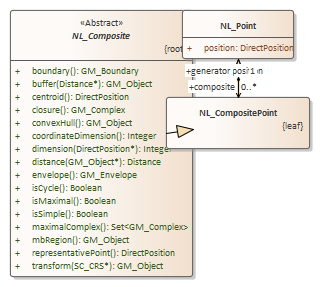 «Abstract»
NL_Composite
{root
+ boundary(): GM_Boundary
+ buffer(Distance*): GM_Object
+ centroid(): DirectPosition
+ closure(): GM_Complex
+ convexHull(): GM_Object
+ coordinateDimension(): Integer
+ dimension(DirectPosition*): Integer
+ distance(GM_Object*): Distance
+ envelope(): GM_Envelope
+ isCycle(): Boolean
+ isMaximal(): Boolean
+ isSimple(): Boolean
+ maximalComplex(): Set<GM_Complex>
+ mbRegion(): GM_Object
+ representativePoint(): DirectPosition
+ transform(SC_CRS*): GM_Object
NL_Point
+ position: DirectPosition
+generator
+composite 0..*
NL_CompositePoint
{leaf}